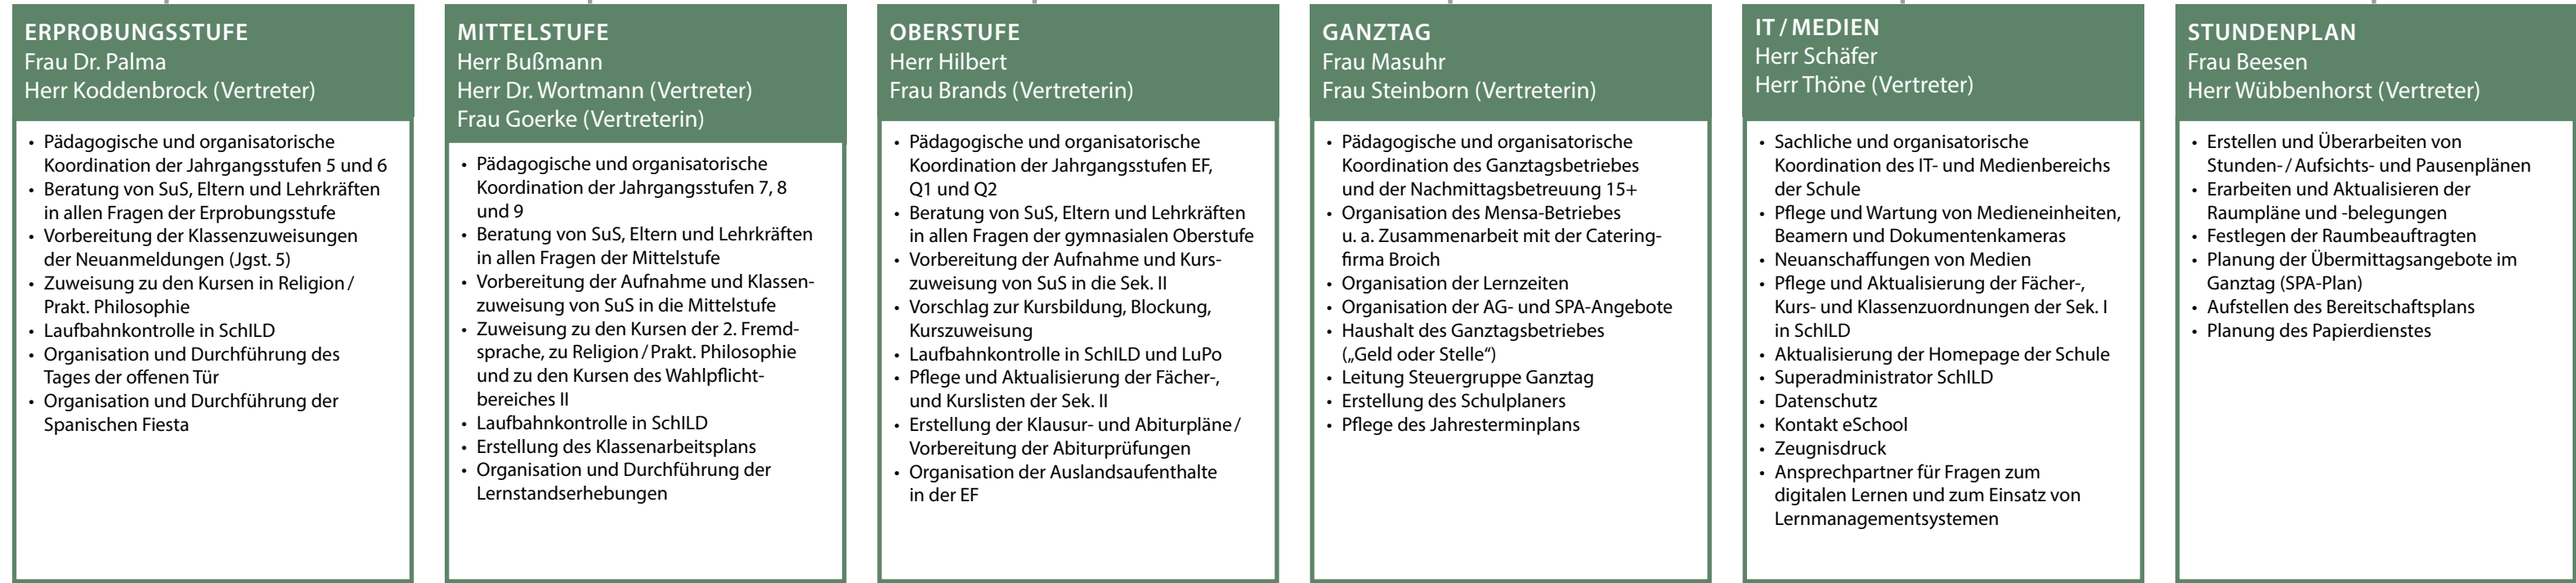 ERPROBUNGSSTUFE
Frau Dr. Palma
Herr Koddenbrock (Vertreter)
• Pädagogische und organisatorische
Koordination der Jahrgangsstufen 5 und 6
• Beratung von SuS, Eltern und Lehrkräften
in allen Fragen der Erprobungsstufe
• Vorbereitung der Klassenzuweisungen
der Neuanmeldungen (Jgst. 5)
• Zuweisung zu den Kursen in Religion /
Prakt. Philosophie
• Laufbahnkontrolle in SchILD
• Organisation und Durchführung des
Tages der offenen Tür
• Organisation und Durchführung der
Spanischen Fiesta
MITTELSTUFE
Herr Bußmann
Herr Dr. Wortmann (Vertreter)
Frau Goerke (Vertreterin)
• Pädagogische und organisatorische
Koordination der Jahrgangsstufen 7, 8
und 9
• Beratung von SuS, Eltern und Lehrkräften
in allen Fragen der Mittelstufe
• Vorbereitung der Aufnahme und Klassen-
zuweisung von SuS in die Mittelstufe
• Zuweisung zu den Kursen der 2. Fremd-
sprache, zu Religion / Prakt. Philosophie
und zu den Kursen des Wahlpflicht-
bereiches II
• Laufbahnkontrolle in SchILD
• Erstellung des Klassenarbeitsplans
• Organisation und Durchführung der
Lernstandserhebungen
OBERSTUFE
Herr Hilbert
Frau Brands (Vertreterin)
• Pädagogische und organisatorische
Koordination der Jahrgangsstufen EF,
Q1 und Q2
• Beratung von SuS, Eltern und Lehrkräften
in allen Fragen der gymnasialen Oberstufe
• Vorbereitung der Aufnahme und Kurs-
zuweisung von SuS in die Sek. II
• Vorschlag zur Kursbildung, Blockung,
Kurszuweisung
• Laufbahnkontrolle in SchILD und LuPo
• Pflege und Aktualisierung der Fächer-,
und Kurslisten der Sek. II
• Erstellung der Klausur- und Abiturpläne /
Vorbereitung der Abiturprüfungen
• Organisation der Auslandsaufenthalte
in der EF
GANZTAG
Frau Masuhr
Frau Steinborn (Vertreterin)
• Pädagogische und organisatorische
Koordination des Ganztagsbetriebes
und der Nachmittagsbetreuung 15+
• Organisation des Mensa-Betriebes
u. a. Zusammenarbeit mit der Catering-
firma Broich
• Organisation der Lernzeiten
• Organisation der AG- und SPA-Angebote
• Haushalt des Ganztagsbetriebes
(„Geld oder Stelle“)
• Leitung Steuergruppe Ganztag
• Erstellung des Schulplaners
• Pflege des Jahresterminplans
IT / MEDIEN
Herr Schäfer
Herr Thöne (Vertreter)
• Sachliche und organisatorische
Koordination des IT- und Medienbereichs
der Schule
• Pflege und Wartung von Medieneinheiten,
Beamern und Dokumentenkameras
• Neuanschaffungen von Medien
• Pflege und Aktualisierung der Fächer-,
Kurs- und Klassenzuordnungen der Sek. I
in SchILD
• Aktualisierung der Homepage der Schule
• Superadministrator SchILD
• Datenschutz
• Kontakt eSchool
• Zeugnisdruck
• Ansprechpartner für Fragen zum
digitalen Lernen und zum Einsatz von
Lernmanagementsystemen
STUNDENPLAN
Frau Beesen
Herr Wübbenhorst (Vertreter)
• Erstellen und Überarbeiten von
Stunden- / Aufsichts- und Pausenplänen
• Erarbeiten und Aktualisieren der
Raumpläne und -belegungen
• Festlegen der Raumbeauftragten
• Planung der Übermittagsangebote im
Ganztag (SPA-Plan)
• Aufstellen des Bereitschaftsplans
• Planung des Papierdienstes